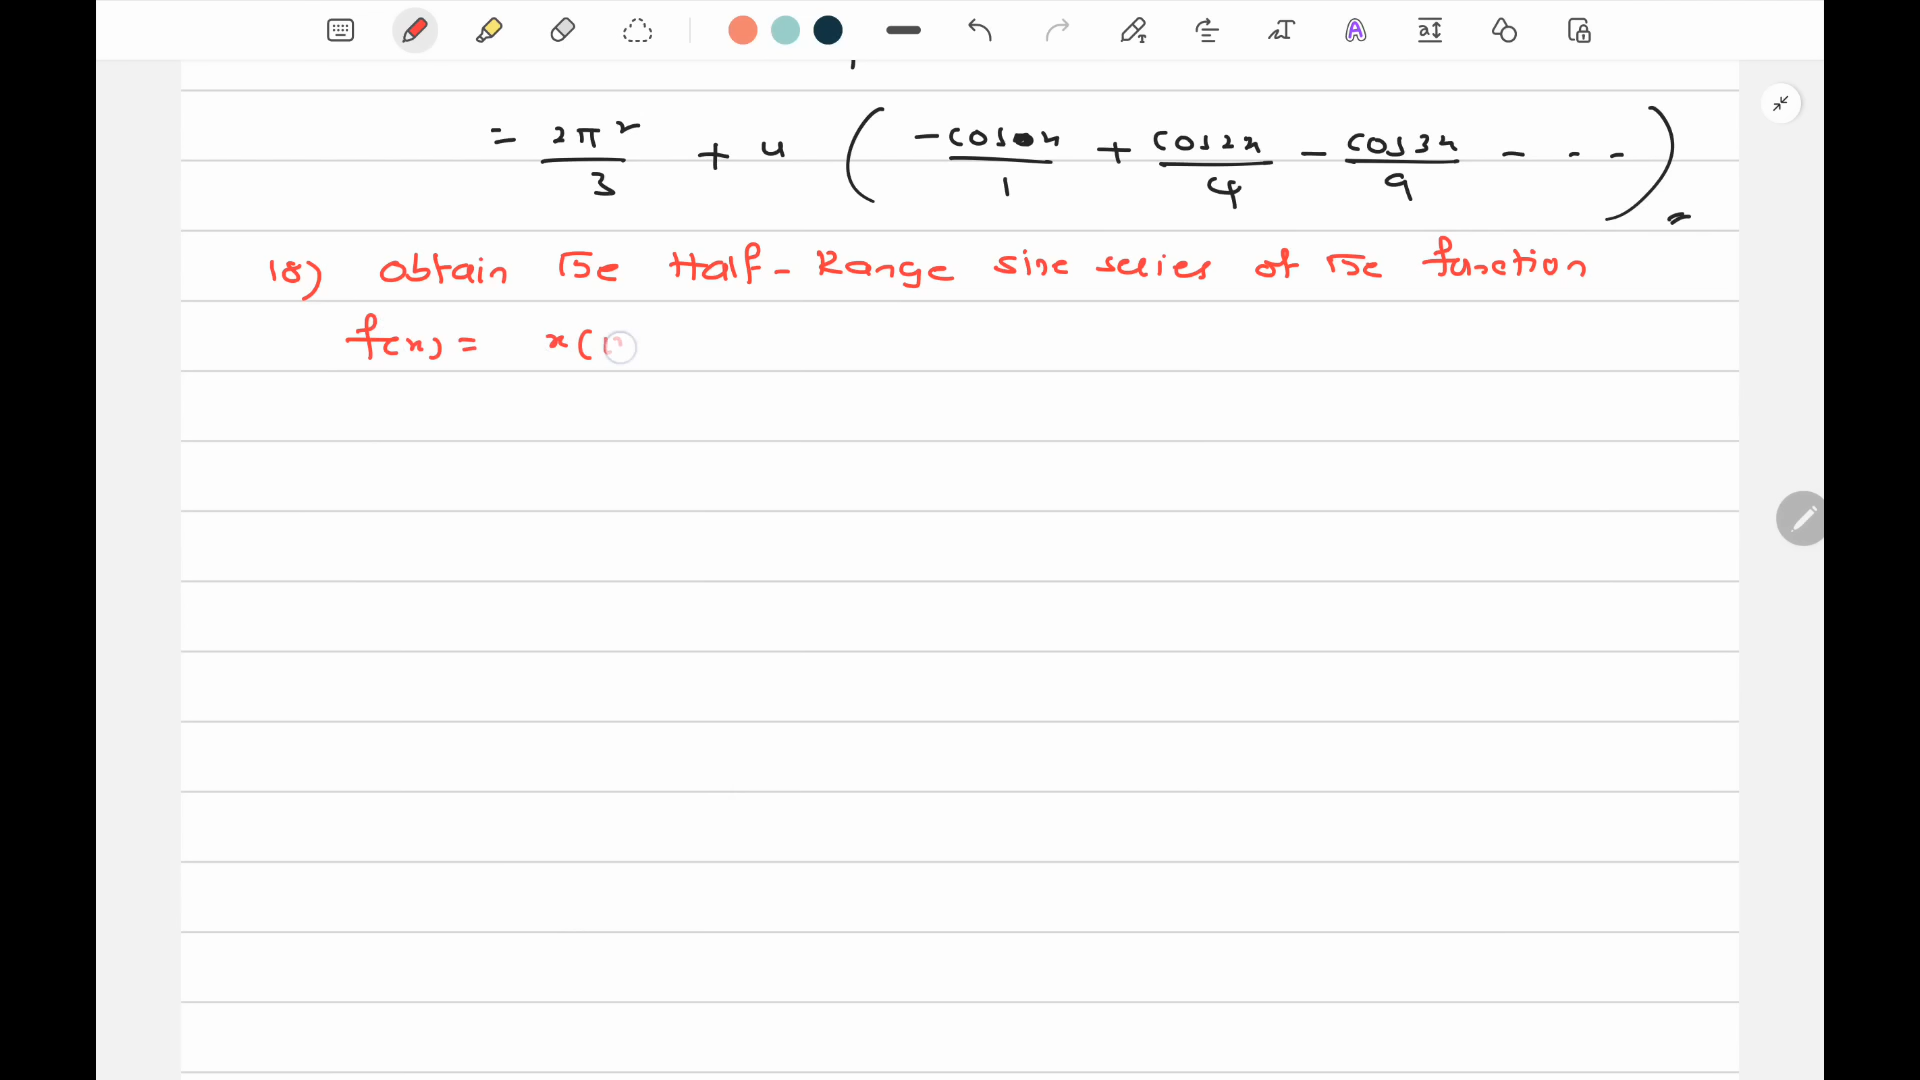 = 2π² / 3 + 4 ( -cos x / 1 + cos 2x / 4 - cos 3x / 9 - - - )
18) obtain the Half-Range sine series of the function
f(x) = x(